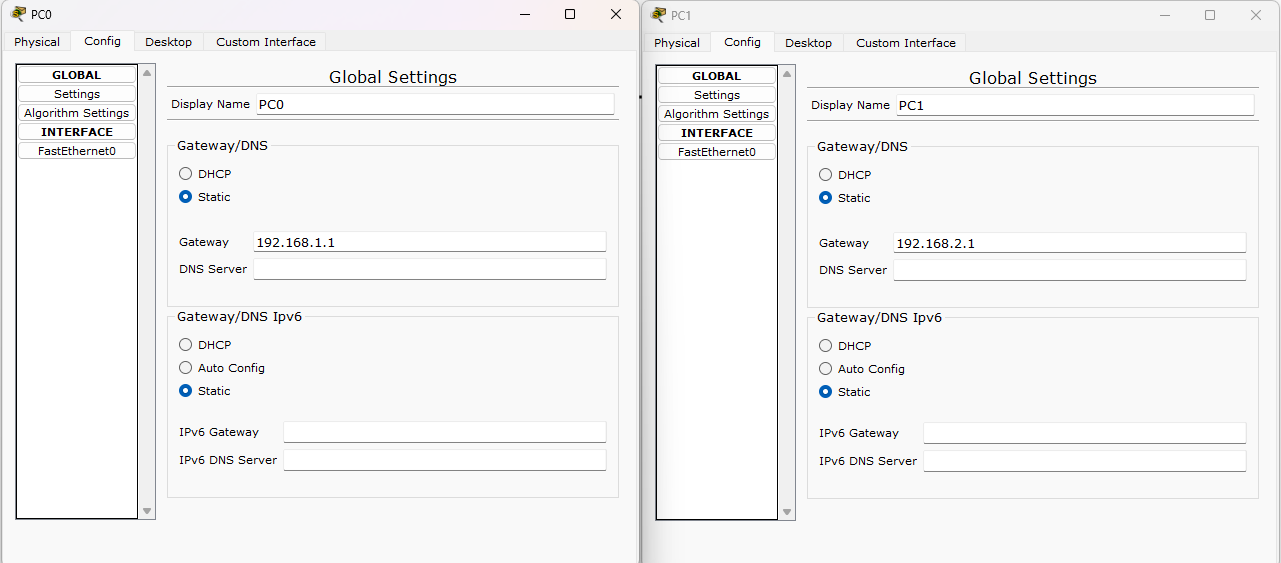 PC0
Physical Config Desktop Custom Interface
GLOBAL
Settings
Algorithm Settings
INTERFACE
FastEthernet0
Global Settings
Display Name PC0
Gateway/DNS
DHCP
Static
Gateway 192.168.1.1
DNS Server
Gateway/DNS Ipv6
DHCP
Auto Config
Static
IPv6 Gateway
IPv6 DNS Server
PC1
Physical Config Desktop Custom Interface
GLOBAL
Settings
Algorithm Settings
INTERFACE
FastEthernet0
Global Settings
Display Name PC1
Gateway/DNS
DHCP
Static
Gateway 192.168.2.1
DNS Server
Gateway/DNS Ipv6
DHCP
Auto Config
Static
IPv6 Gateway
IPv6 DNS Server